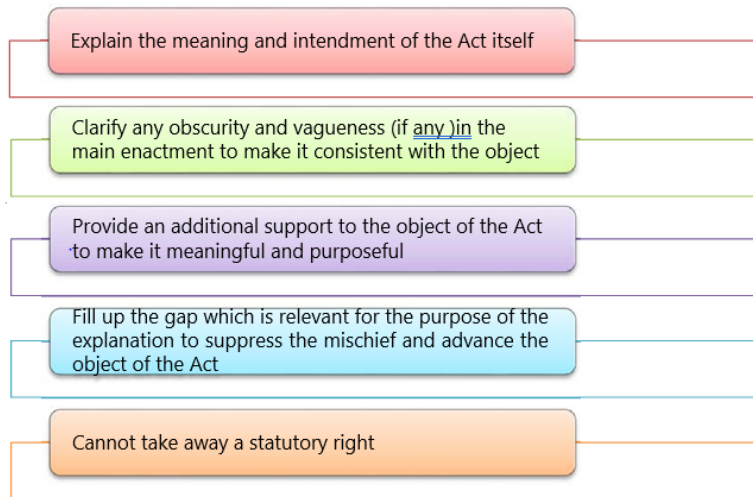 Explain the meaning and intendment of the Act itself
Clarify any obscurity and vagueness (if any )in the
main enactment to make it consistent with the object
Provide an additional support to the object of the Act
to make it meaningful and purposeful
Fill up the gap which is relevant for the purpose of the
explanation to suppress the mischief and advance the
object of the Act
Cannot take away a statutory right